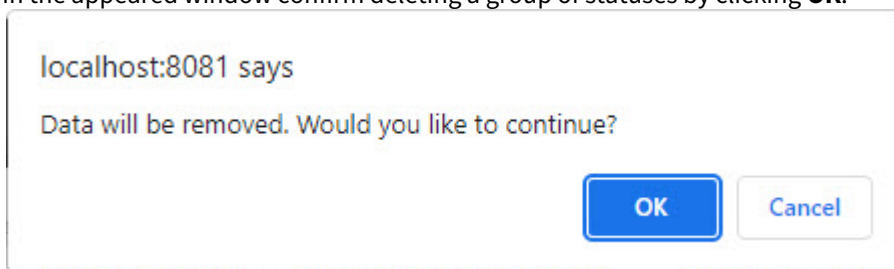 In the appeared window confirm deleting a group of statuses by clicking OK.
localhost:8081 says
Data will be removed. Would you like to continue?
OK Cancel